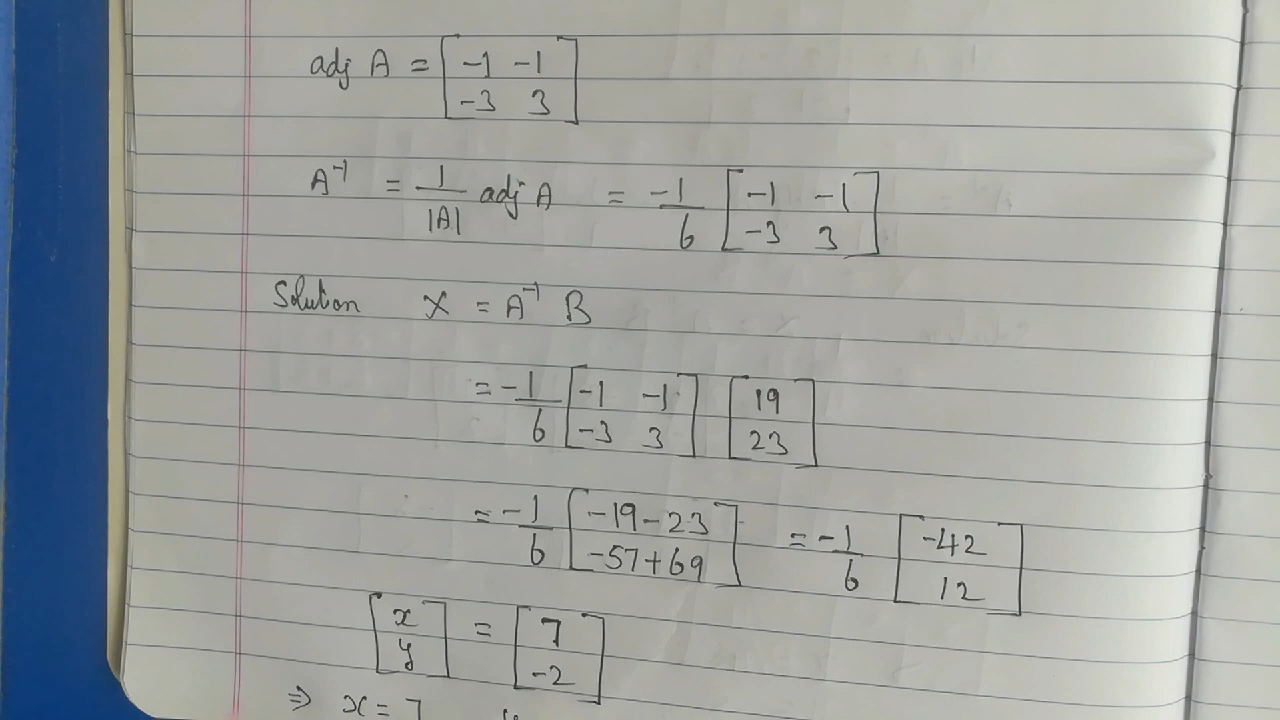 adj A = [ -1 -1
-3 3 ]
A⁻¹ = 1/|A| adj A = -1/6 [ -1 -1
-3 3 ]
Solution X = A⁻¹ B
= -1/6 [ -1 -1
-3 3 ] [ 19
23 ]
= -1/6 [ -19-23
-57+69 ] = -1/6 [ -42
12 ]
[ x
y ] = [ 7
-2 ]
⇒ x = 7